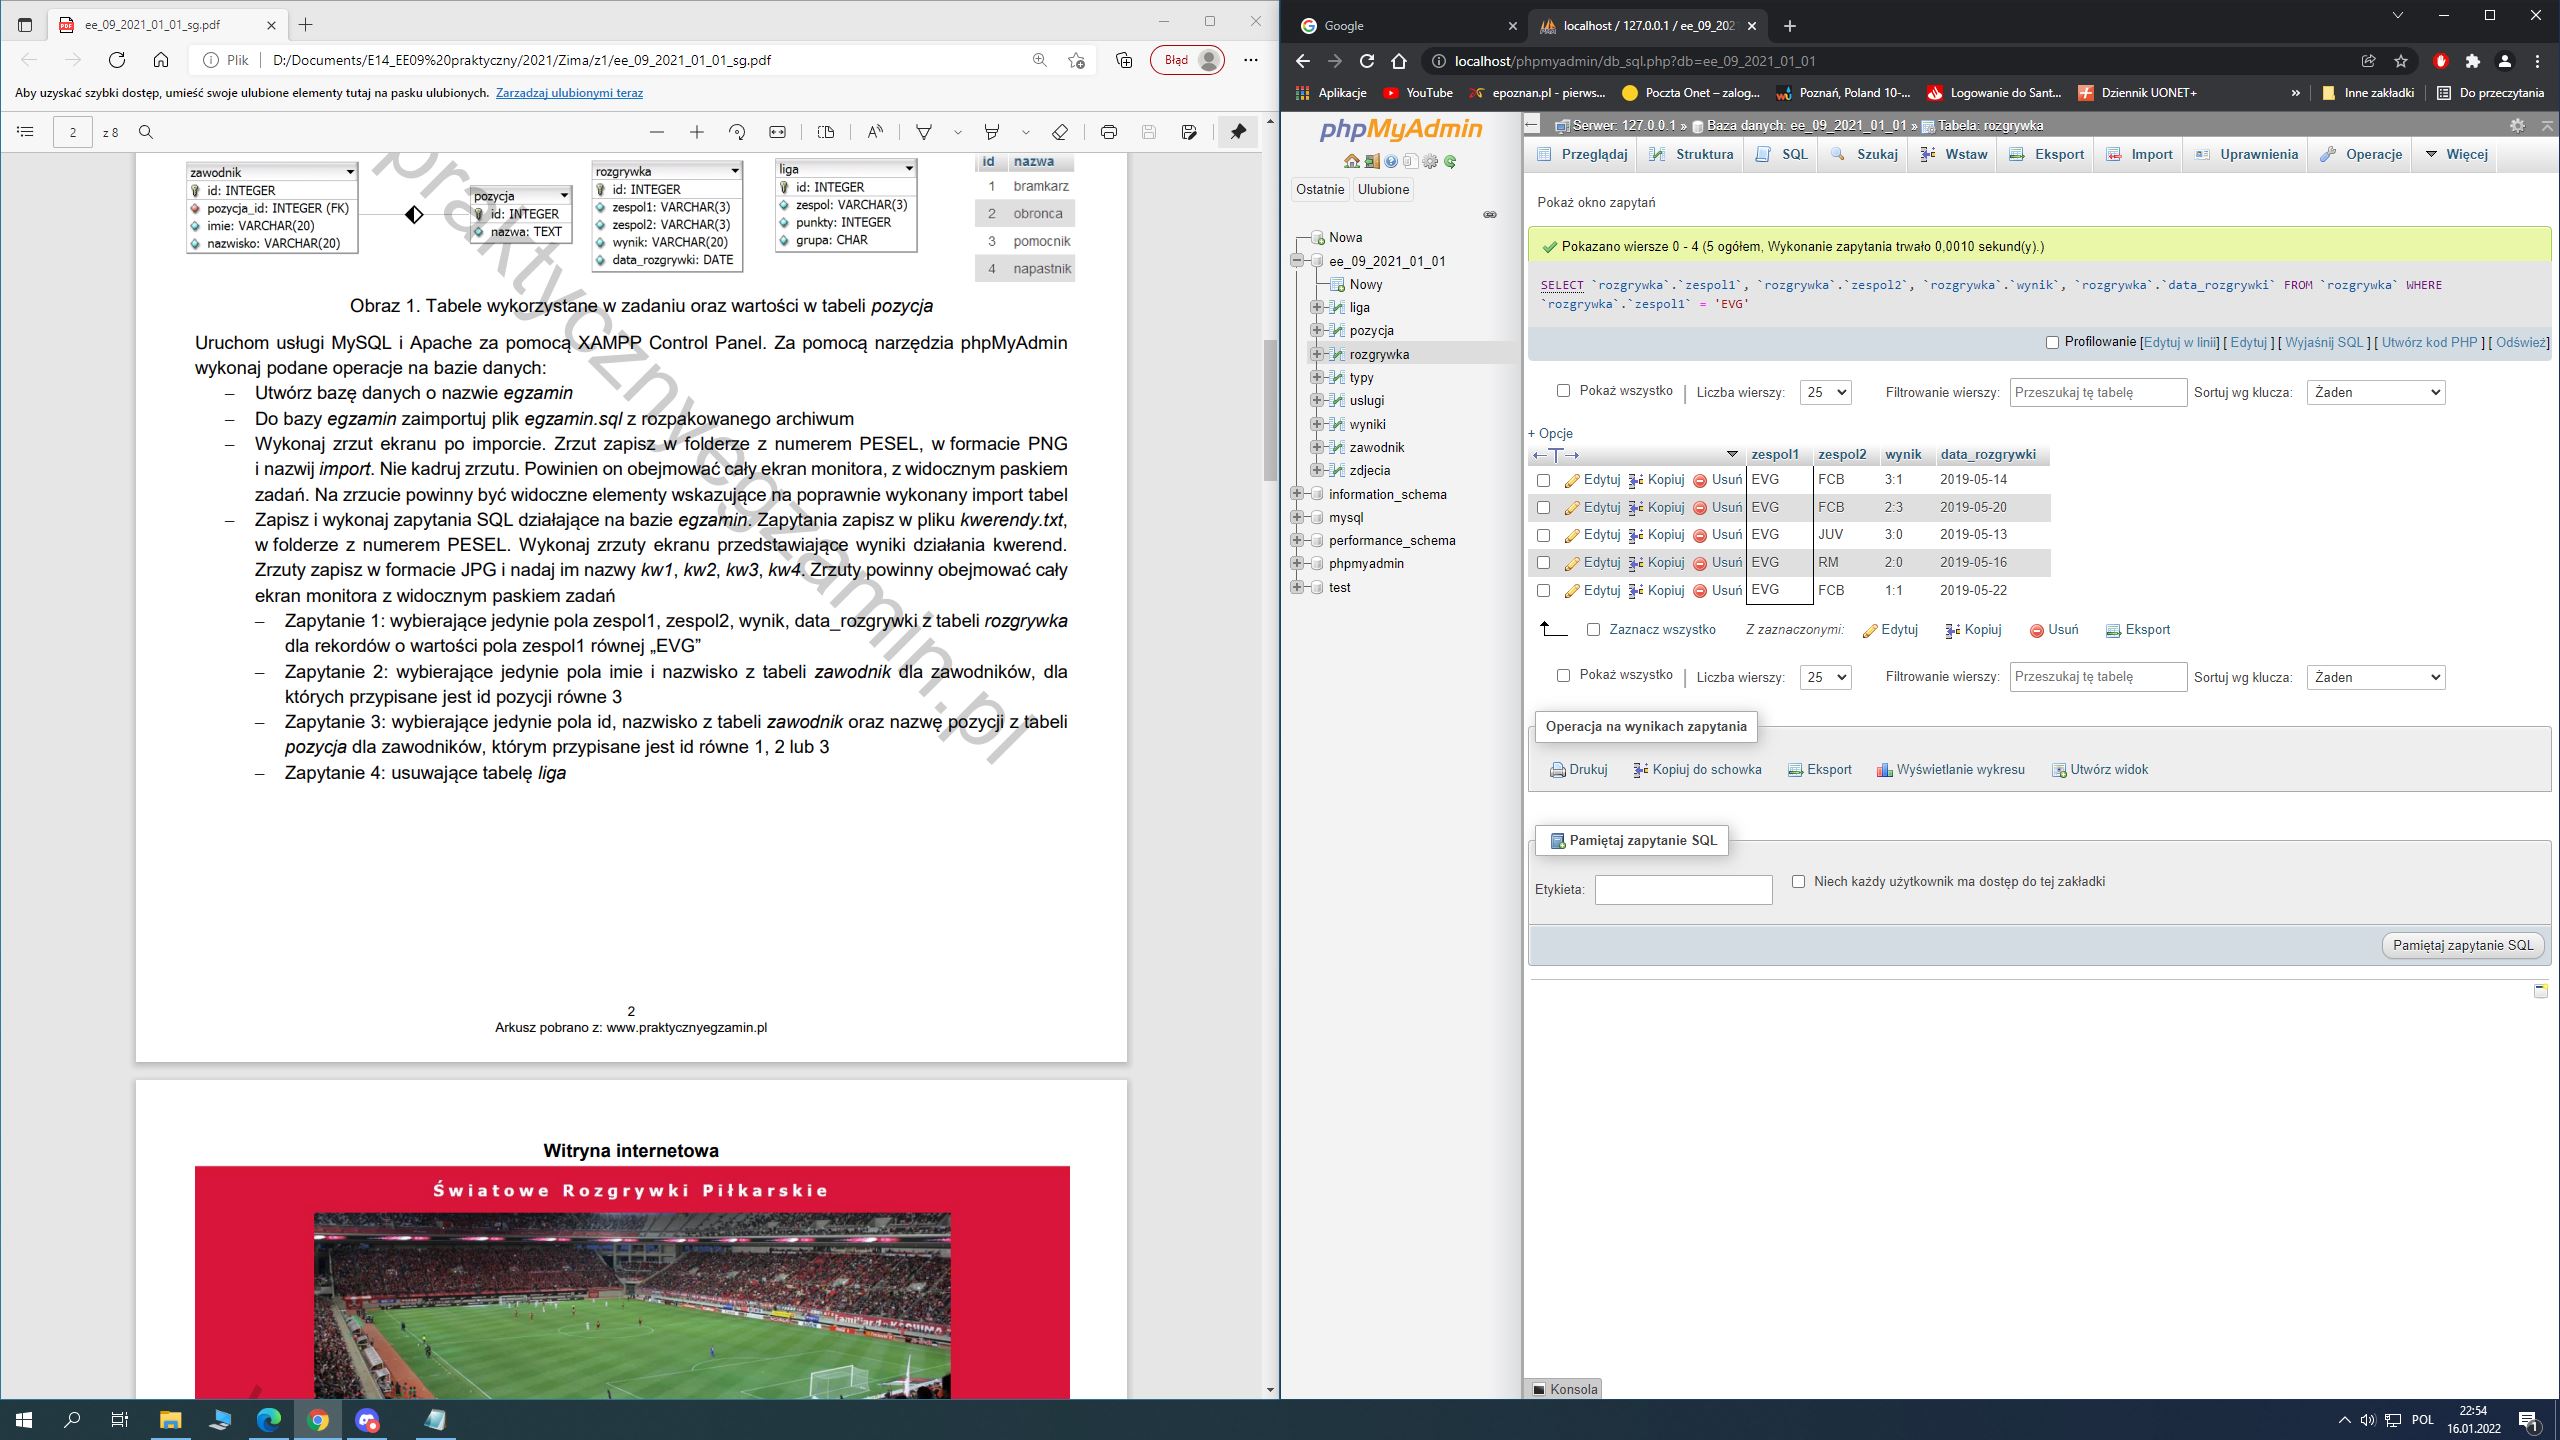 ee_09_2021_01_01_sg.pdf
Plik
D:/Documents/E14_EE09%20praktyczny/2021/Zima/z1/ee_09_2021_01_01_sg.pdf
Błąd
Aby uzyskać szybki dostęp, umieść swoje ulubione elementy tutaj na pasku ulubionych. Zarzadzaj ulubionymi teraz
2 z 8
zawodnik
id: INTEGER
pozycja_id: INTEGER (FK)
imie: VARCHAR(20)
nazwisko: VARCHAR(20)
pozycja
id: INTEGER
nazwa: TEXT
rozgrywka
id: INTEGER
zespol1: VARCHAR(3)
zespol2: VARCHAR(3)
wynik: VARCHAR(20)
data_rozgrywki: DATE
liga
id: INTEGER
zespol: VARCHAR(3)
punkty: INTEGER
grupa: CHAR
id nazwa
1 bramkarz
2 obronca
3 pomocnik
4 napastnik
praktycznyegzamin.pl
Obraz 1. Tabele wykorzystane w zadaniu oraz wartości w tabeli pozycja
Uruchom usługi MySQL i Apache za pomocą XAMPP Control Panel. Za pomocą narzędzia phpMyAdmin
wykonaj podane operacje na bazie danych:
– Utwórz bazę danych o nazwie egzamin
– Do bazy egzamin zaimportuj plik egzamin.sql z rozpakowanego archiwum
– Wykonaj zrzut ekranu po imporcie. Zrzut zapisz w folderze z numerem PESEL, w formacie PNG
i nazwij import. Nie kadruj zrzutu. Powinien on obejmować cały ekran monitora, z widocznym paskiem
zadań. Na zrzucie powinny być widoczne elementy wskazujące na poprawnie wykonany import tabel
– Zapisz i wykonaj zapytania SQL działające na bazie egzamin. Zapytania zapisz w pliku kwerendy.txt,
w folderze z numerem PESEL. Wykonaj zrzuty ekranu przedstawiające wyniki działania kwerend.
Zrzuty zapisz w formacie JPG i nadaj im nazwy kw1, kw2, kw3, kw4. Zrzuty powinny obejmować cały
ekran monitora z widocznym paskiem zadań
– Zapytanie 1: wybierające jedynie pola zespol1, zespol2, wynik, data_rozgrywki z tabeli rozgrywka
dla rekordów o wartości pola zespol1 równej „EVG”
– Zapytanie 2: wybierające jedynie pola imie i nazwisko z tabeli zawodnik dla zawodników, dla
których przypisane jest id pozycji równe 3
– Zapytanie 3: wybierające jedynie pola id, nazwisko z tabeli zawodnik oraz nazwę pozycji z tabeli
pozycja dla zawodników, którym przypisane jest id równe 1, 2 lub 3
– Zapytanie 4: usuwające tabelę liga
2
Arkusz pobrano z: www.praktycznyegzamin.pl
Witryna internetowa
Światowe Rozgrywki Piłkarskie
Google
localhost / 127.0.0.1 / ee_09_202
localhost/phpmyadmin/db_sql.php?db=ee_09_2021_01_01
Aplikacje
YouTube
epoznan.pl - pierws...
Poczta Onet – zalog...
Poznań, Poland 10-...
Logowanie do Sant...
Dziennik UONET+
»
Inne zakładki
Do przeczytania
phpMyAdmin
Ostatnie
Ulubione
Nowa
ee_09_2021_01_01
Nowy
liga
pozycja
rozgrywka
typy
uslugi
wyniki
zawodnik
zdjecia
information_schema
mysql
performance_schema
phpmyadmin
test
Serwer: 127.0.0.1 » Baza danych: ee_09_2021_01_01 » Tabela: rozgrywka
Przeglądaj
Struktura
SQL
Szukaj
Wstaw
Eksport
Import
Uprawnienia
Operacje
Więcej
Pokaż okno zapytań
Pokazano wiersze 0 - 4 (5 ogółem, Wykonanie zapytania trwało 0,0010 sekund(y).)
SELECT `rozgrywka`.`zespol1`, `rozgrywka`.`zespol2`, `rozgrywka`.`wynik`, `rozgrywka`.`data_rozgrywki` FROM `rozgrywka` WHERE
`rozgrywka`.`zespol1` = 'EVG'
Profilowanie [Edytuj w linii] [ Edytuj ] [ Wyjaśnij SQL ] [ Utwórz kod PHP ] [ Odśwież]
Pokaż wszystko | Liczba wierszy: 25 Filtrowanie wierszy: Przeszukaj tę tabelę Sortuj wg klucza: Żaden
+ Opcje
←T→ zespol1 zespol2 wynik data_rozgrywki
Edytuj Kopiuj Usuń EVG FCB 3:1 2019-05-14
Edytuj Kopiuj Usuń EVG FCB 2:3 2019-05-20
Edytuj Kopiuj Usuń EVG JUV 3:0 2019-05-13
Edytuj Kopiuj Usuń EVG RM 2:0 2019-05-16
Edytuj Kopiuj Usuń EVG FCB 1:1 2019-05-22
Zaznacz wszystko Z zaznaczonymi: Edytuj Kopiuj Usuń Eksport
Pokaż wszystko | Liczba wierszy: 25 Filtrowanie wierszy: Przeszukaj tę tabelę Sortuj wg klucza: Żaden
Operacja na wynikach zapytania
Drukuj
Kopiuj do schowka
Eksport
Wyświetlanie wykresu
Utwórz widok
Pamiętaj zapytanie SQL
Etykieta:
Niech każdy użytkownik ma dostęp do tej zakładki
Pamiętaj zapytanie SQL
Konsola
POL
22:54
16.01.2022
1